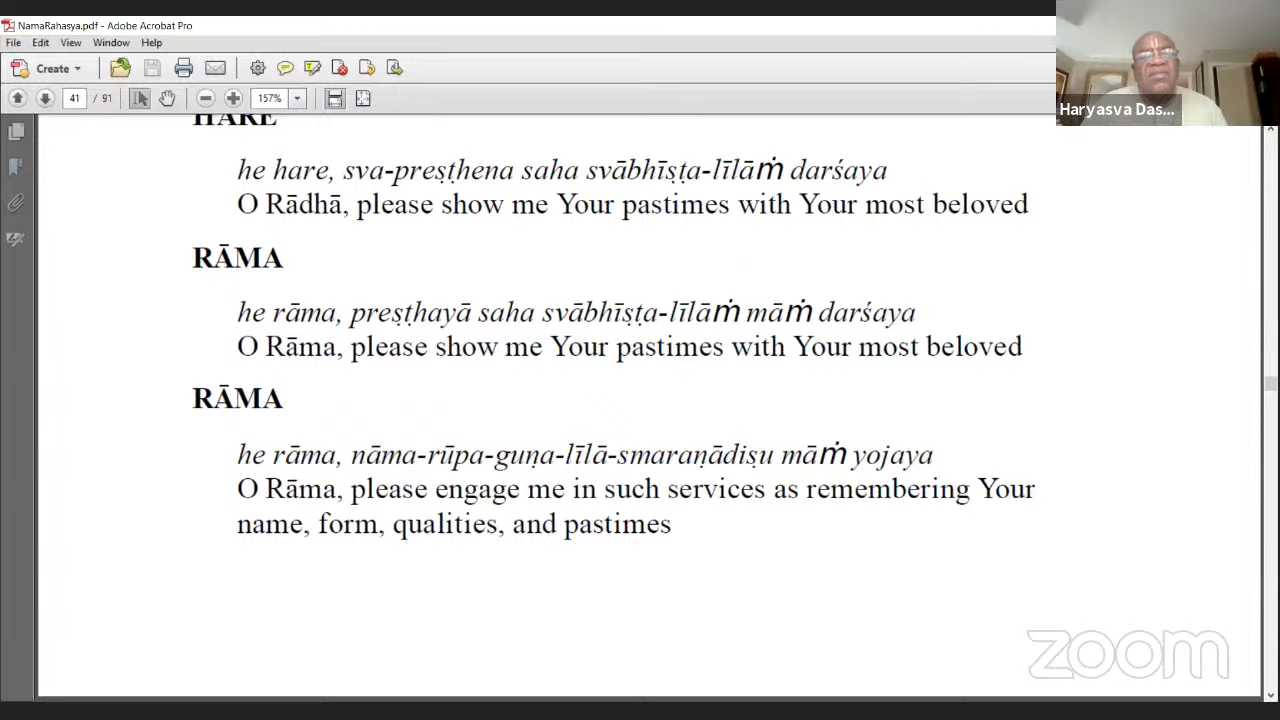 NamaRahasya.pdf - Adobe Acrobat Pro
File Edit View Window Help
Create
41 / 91 157%
Haryasva Das...
HARE
he hare, sva-preṣṭhena saha svābhīṣṭa-līlāṁ darśaya
O Rādhā, please show me Your pastimes with Your most beloved
RĀMA
he rāma, preṣṭhayā saha svābhīṣṭa-līlāṁ māṁ darśaya
O Rāma, please show me Your pastimes with Your most beloved
RĀMA
he rāma, nāma-rūpa-guṇa-līlā-smaraṇādiṣu māṁ yojaya
O Rāma, please engage me in such services as remembering Your
name, form, qualities, and pastimes
zoom